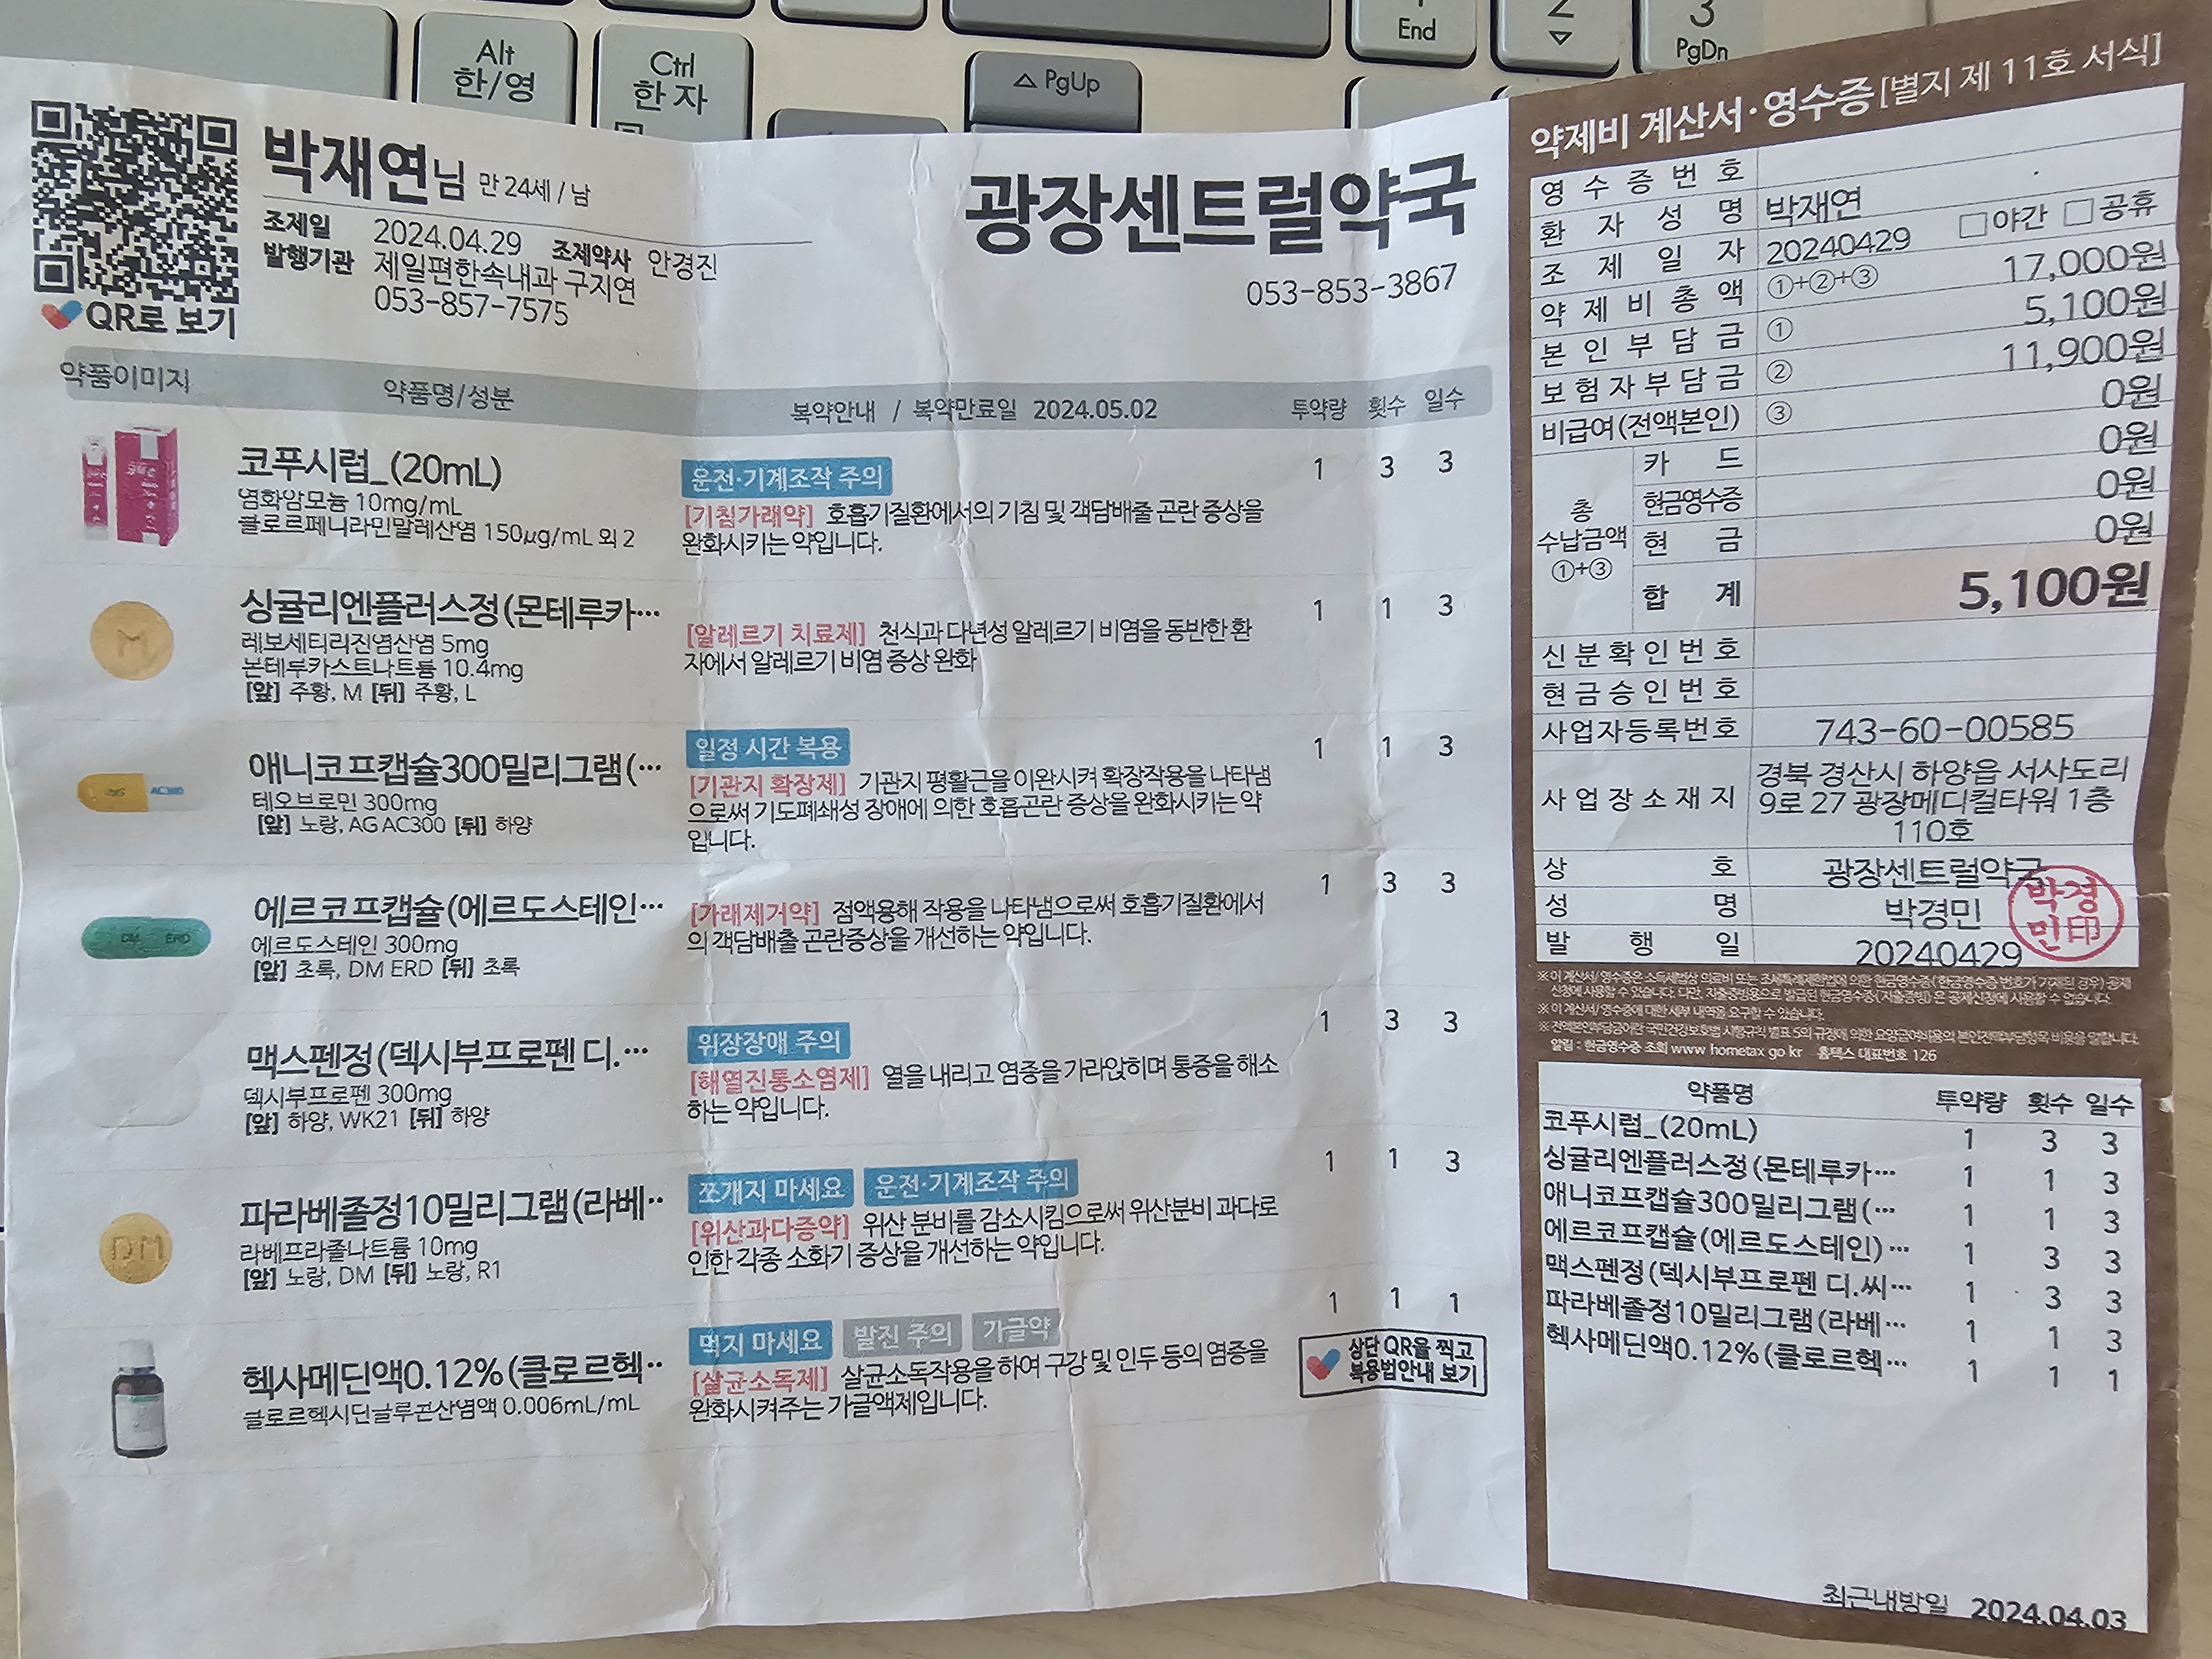 박재연님 만 24세/남
조제일 2024.04.29 조제약사 안경진
발행기관 제일편한속내과 구지연
053-857-7575
QR로 보기
광장센트럴약국
053-853-3867
약품이미지 약품명/성분 복약안내 / 복약만료일 2024.05.02 투약량 횟수 일수
코푸시럽_(20mL)
염화암모늄 10mg/mL
클로르페니라민말레산염 150μg/mL 외 2
운전·기계조작 주의
[기침가래약] 호흡기질환에서의 기침 및 객담배출 곤란 증상을
완화시키는 약입니다.
1 3 3
싱귤리엔플러스정(몬테루카…
레보세티리진염산염 5mg
몬테루카스트나트륨 10.4mg
[앞] 주황, M [뒤] 주황, L
[알레르기 치료제] 천식과 다년성 알레르기 비염을 동반한 환
자에서 알레르기 비염 증상 완화
1 1 3
애니코프캡슐300밀리그램(…
테오브로민 300mg
[앞] 노랑, AG AC300 [뒤] 하양
일정 시간 복용
[기관지 확장제] 기관지 평활근을 이완시켜 확장작용을 나타냄
으로써 기도폐쇄성 장애에 의한 호흡곤란 증상을 완화시키는 약
입니다.
1 1 3
에르코프캡슐(에르도스테인…
에르도스테인 300mg
[앞] 초록, DM ERD [뒤] 초록
[가래 제거약] 점액용해 작용을 나타냄으로써 호흡기질환에서
의 객담배출 곤란증상을 개선하는 약입니다.
1 3 3
맥스펜정(덱시부프로펜 디.…
덱시부프로펜 300mg
[앞] 하양, WK21 [뒤] 하양
위장장애 주의
[해열진통소염제] 열을 내리고 염증을 가라앉히며 통증을 해소
하는 약입니다.
1 3 3
파라베졸정10밀리그램(라베…
라베프라졸나트륨 10mg
[앞] 노랑, DM [뒤] 노랑, R1
쪼개지 마세요 운전·기계조작 주의
[위산과다증약] 위산 분비를 감소시킴으로써 위산분비 과다로
인한 각종 소화기 증상을 개선하는 약입니다.
1 1 3
헥사메딘액0.12%(클로르헥…
클로르헥시딘글루콘산염액 0.006mL/mL
먹지 마세요 발진 주의 가글약
[살균소독제] 살균소독작용을 하여 구강 및 인두 등의 염증을
완화시켜주는 가글액제입니다.
1 1 1
상단 QR을 찍고
복용법안내 보기
약제비 계산서·영수증[별지 제 11호 서식]
영수증번호
환자성명 박재연 □야간 □공휴
조제일자 20240429
약제비총액 ①+②+③ 17,000원
본인부담금 ① 5,100원
보험자부담금 ② 11,900원
비급여(전액본인) ③ 0원
총 수납금액 ①+③
카드 0원
현금영수증 0원
현금 0원
합계 5,100원
신분확인번호
현금승인번호
사업자등록번호 743-60-00585
사업장소재지 경북 경산시 하양읍 서사도리
9로 27 광장메디컬타워 1층
110호
상호 광장센트럴약국
성명 박경민
발행일 20240429
약품명 투약량 횟수 일수
코푸시럽_(20mL) 1 3 3
싱귤리엔플러스정(몬테루카… 1 1 3
애니코프캡슐300밀리그램(… 1 1 3
에르코프캡슐(에르도스테인)… 1 3 3
맥스펜정(덱시부프로펜 디.씨… 1 3 3
파라베졸정10밀리그램(라베… 1 1 3
헥사메딘액0.12%(클로르헥… 1 1 1
최근내방일 2024.04.03
Alt
한/영
Ctrl
한자
PgUp
End
PgDn
3